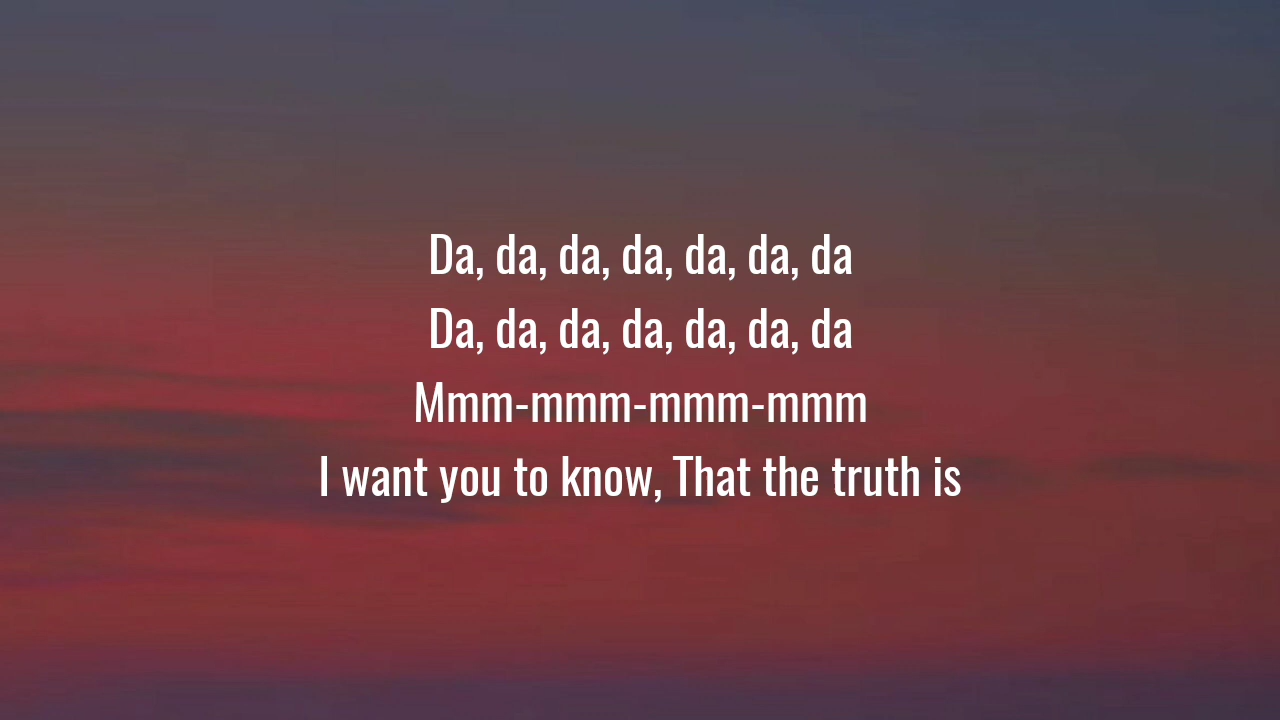 Da, da, da, da, da, da, da
Da, da, da, da, da, da, da
Mmm-mmm-mmm-mmm
I want you to know, That the truth is